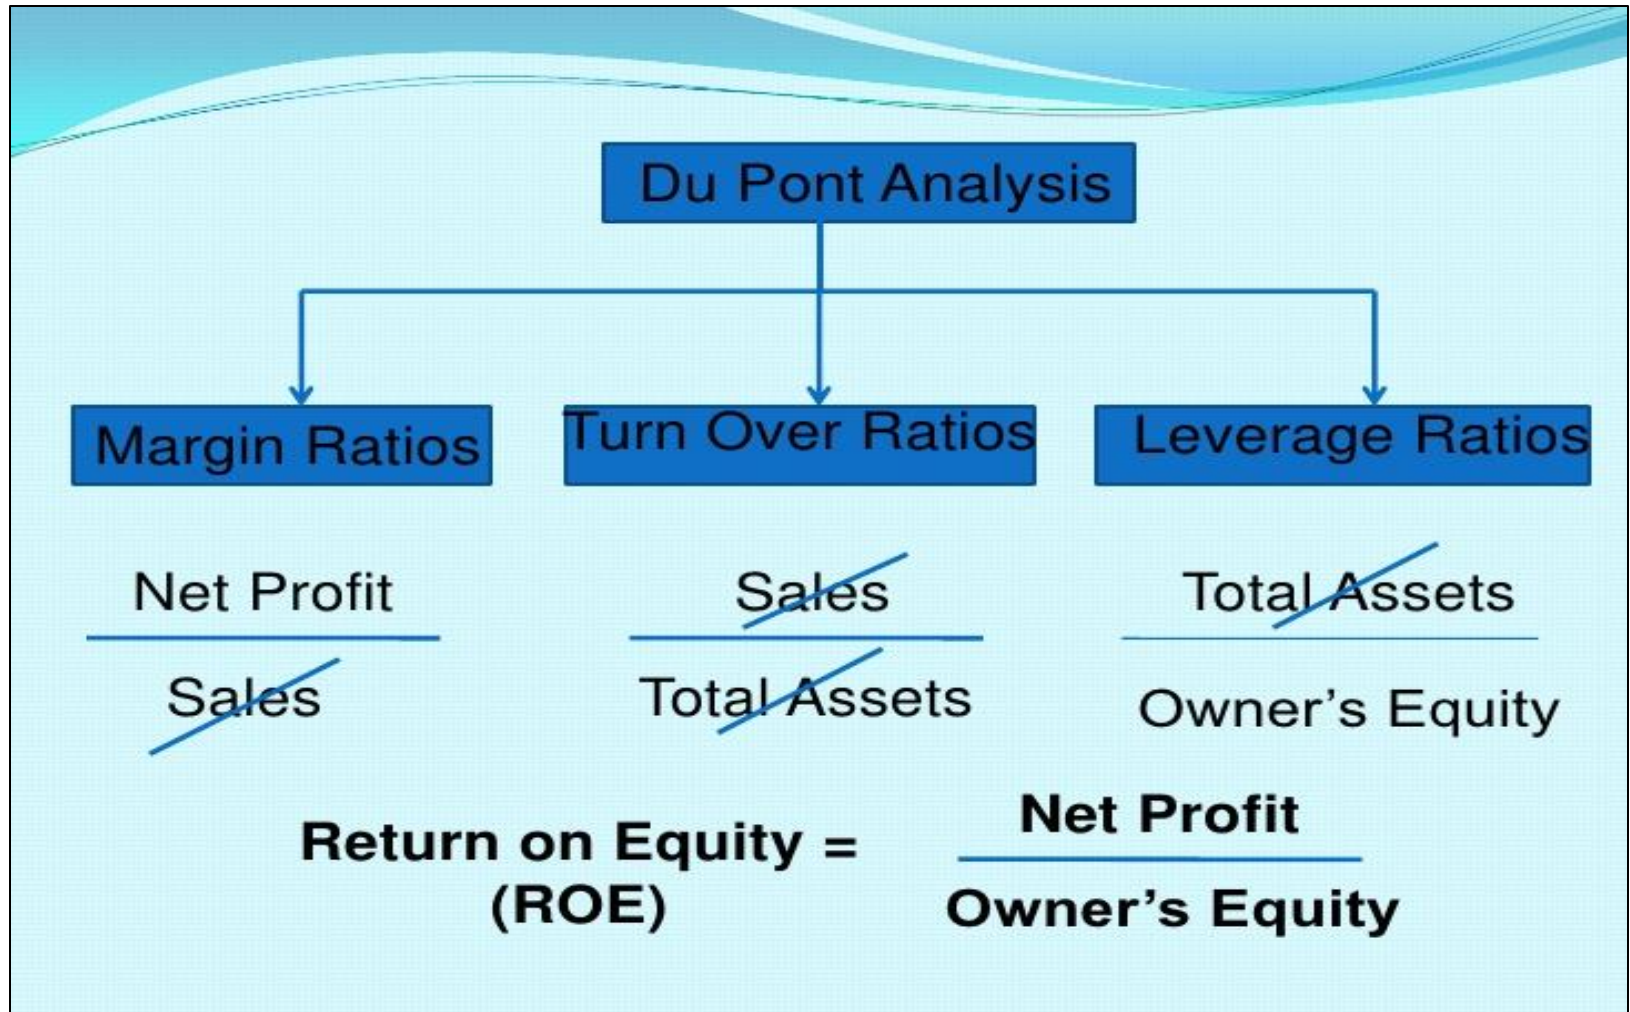 Du Pont Analysis
Margin Ratios
Turn Over Ratios
Leverage Ratios
Net Profit
Sales
Sales
Total Assets
Total Assets
Owner’s Equity
Return on Equity =
(ROE)
Net Profit
Owner’s Equity